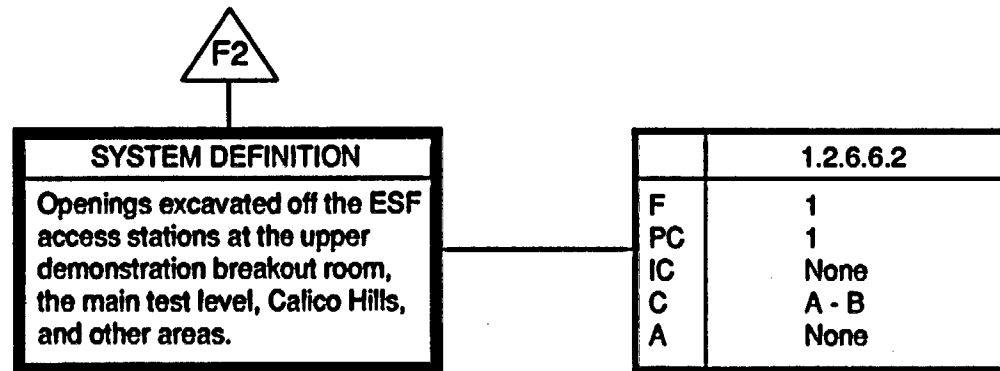 F2
SYSTEM DEFINITION
Openings excavated off the ESF
access stations at the upper
demonstration breakout room,
the main test level, Calico Hills,
and other areas.
1.2.6.6.2
F 1
PC 1
IC None
C A - B
A None